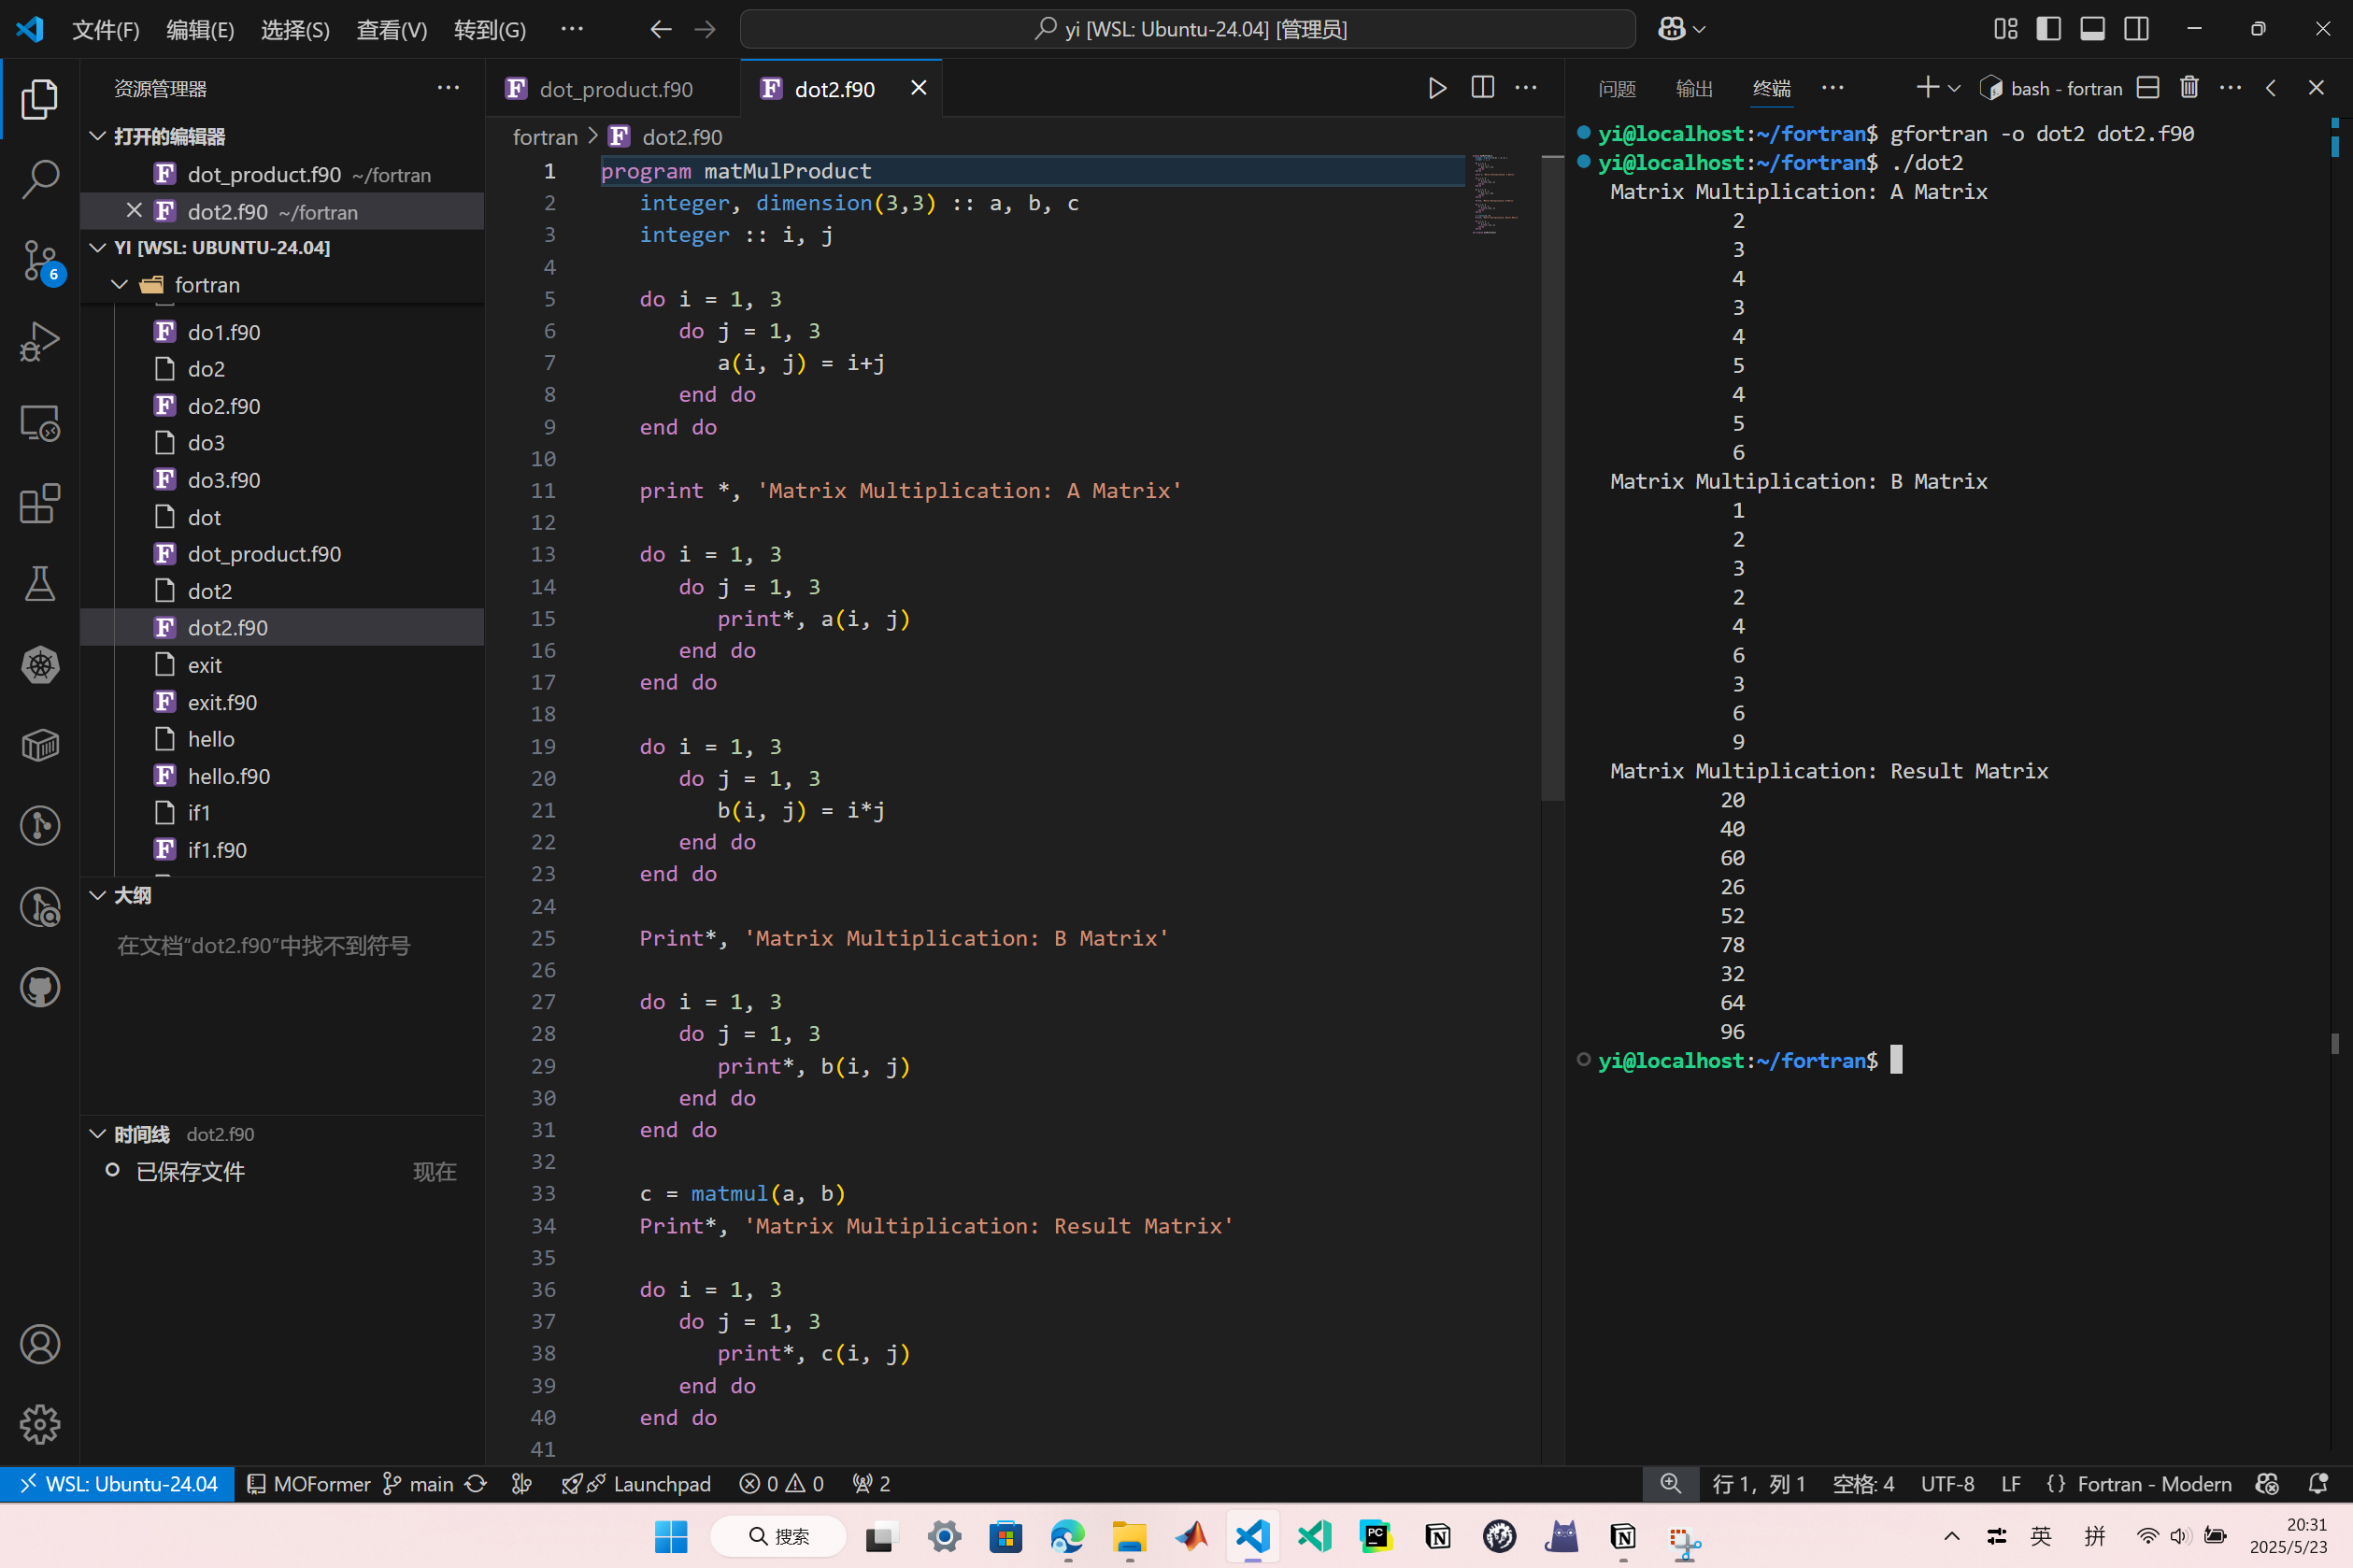 文件(F) 编辑(E) 选择(S) 查看(V) 转到(G) ··· yi [WSL: Ubuntu-24.04] [管理员]
资源管理器 ···
打开的编辑器
dot_product.f90 ~/fortran
dot2.f90 ~/fortran
YI [WSL: UBUNTU-24.04]
6
fortran
do1.f90
do2
do2.f90
do3
do3.f90
dot
dot_product.f90
dot2
dot2.f90
exit
exit.f90
hello
hello.f90
if1
if1.f90
大纲
在文档“dot2.f90”中找不到符号
时间线 dot2.f90
已保存文件 现在
dot_product.f90 dot2.f90
fortran > dot2.f90
1 program matMulProduct
2 integer, dimension(3,3) :: a, b, c
3 integer :: i, j
4
5 do i = 1, 3
6 do j = 1, 3
7 a(i, j) = i+j
8 end do
9 end do
10
11 print *, 'Matrix Multiplication: A Matrix'
12
13 do i = 1, 3
14 do j = 1, 3
15 print*, a(i, j)
16 end do
17 end do
18
19 do i = 1, 3
20 do j = 1, 3
21 b(i, j) = i*j
22 end do
23 end do
24
25 Print*, 'Matrix Multiplication: B Matrix'
26
27 do i = 1, 3
28 do j = 1, 3
29 print*, b(i, j)
30 end do
31 end do
32
33 c = matmul(a, b)
34 Print*, 'Matrix Multiplication: Result Matrix'
35
36 do i = 1, 3
37 do j = 1, 3
38 print*, c(i, j)
39 end do
40 end do
41
问题 输出 终端 ··· bash - fortran
yi@localhost:~/fortran$ gfortran -o dot2 dot2.f90
yi@localhost:~/fortran$ ./dot2
Matrix Multiplication: A Matrix
2
3
4
3
4
5
4
5
6
Matrix Multiplication: B Matrix
1
2
3
2
4
6
3
6
9
Matrix Multiplication: Result Matrix
20
40
60
26
52
78
32
64
96
yi@localhost:~/fortran$
WSL: Ubuntu-24.04 MOFormer main Launchpad 0 0 2 行 1，列 1 空格: 4 UTF-8 LF {} Fortran - Modern
搜索 PC 英 拼 20:31
2025/5/23